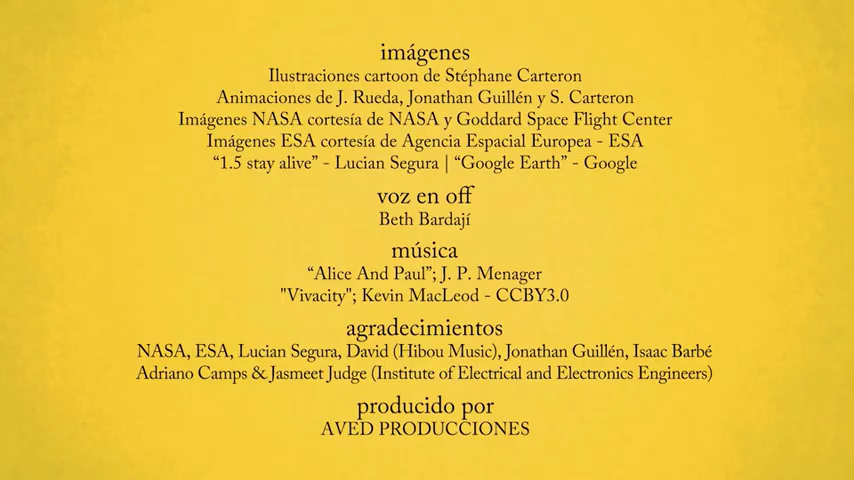 imágenes
Ilustraciones cartoon de Stéphane Carteron
Animaciones de J. Rueda, Jonathan Guillén y S. Carteron
Imágenes NASA cortesía de NASA y Goddard Space Flight Center
Imágenes ESA cortesía de Agencia Espacial Europea - ESA
“1.5 stay alive” - Lucian Segura | “Google Earth” - Google
voz en off
Beth Bardají
música
“Alice And Paul”; J. P. Menager
"Vivacity"; Kevin MacLeod - CCBY3.0
agradecimientos
NASA, ESA, Lucian Segura, David (Hibou Music), Jonathan Guillén, Isaac Barbé
Adriano Camps & Jasmeet Judge (Institute of Electrical and Electronics Engineers)
producido por
AVED PRODUCCIONES